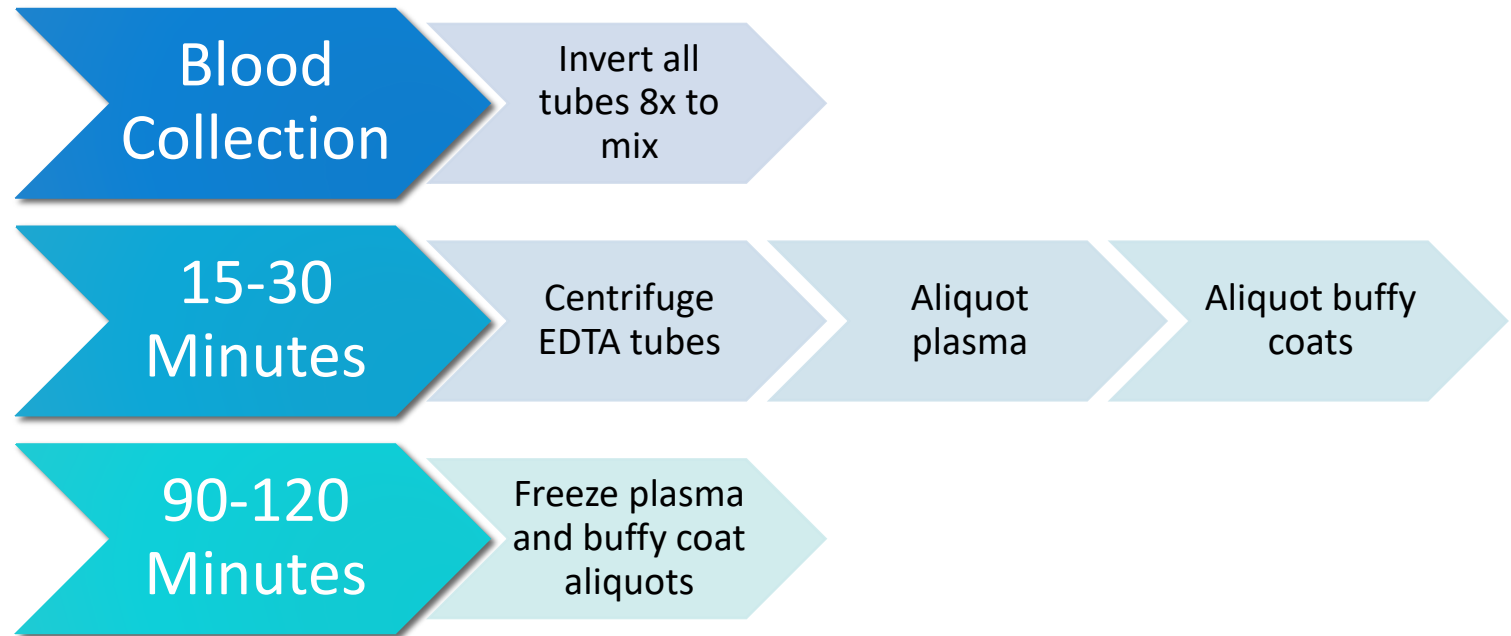 Blood
Collection
Invert all
tubes 8x to
mix
15-30
Minutes
Centrifuge
EDTA tubes
Aliquot
plasma
Aliquot buffy
coats
90-120
Minutes
Freeze plasma
and buffy coat
aliquots